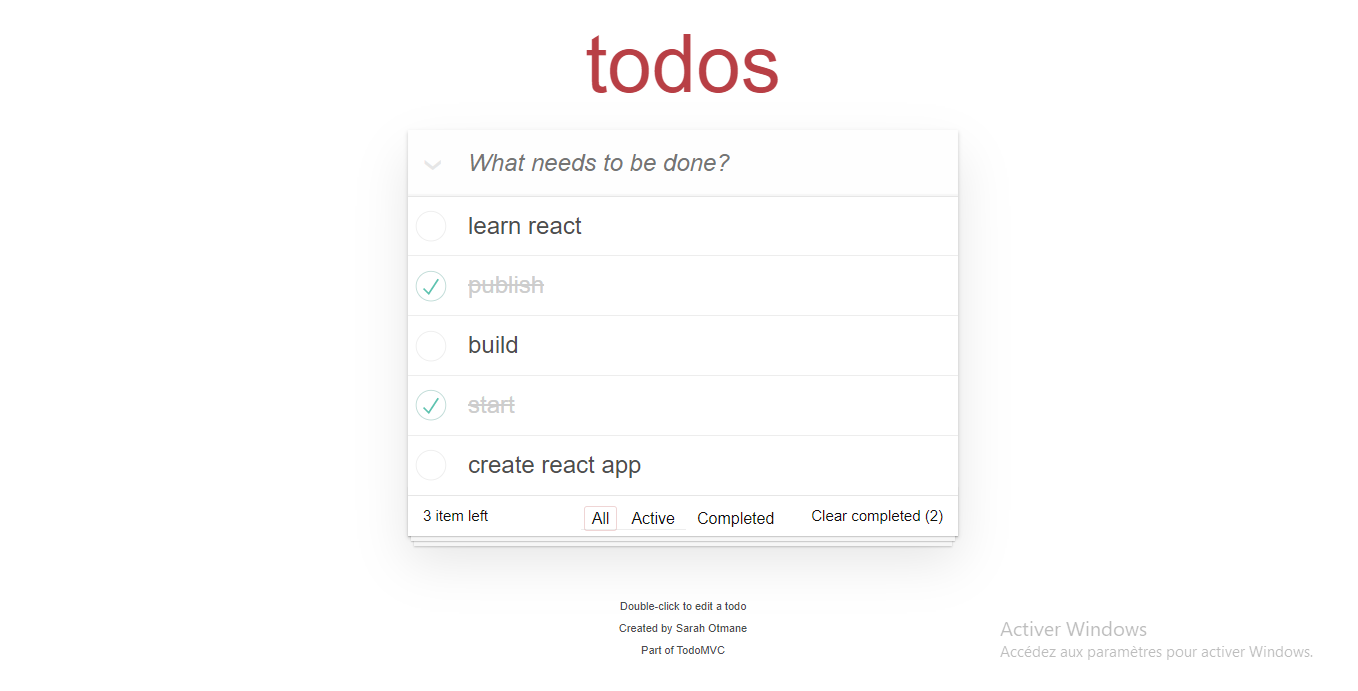 todos
What needs to be done?
learn react
publish
build
start
create react app
3 item left All Active Completed Clear completed (2)
Double-click to edit a todo
Created by Sarah Otmane
Part of TodoMVC
Activer Windows
Accédez aux paramètres pour activer Windows.